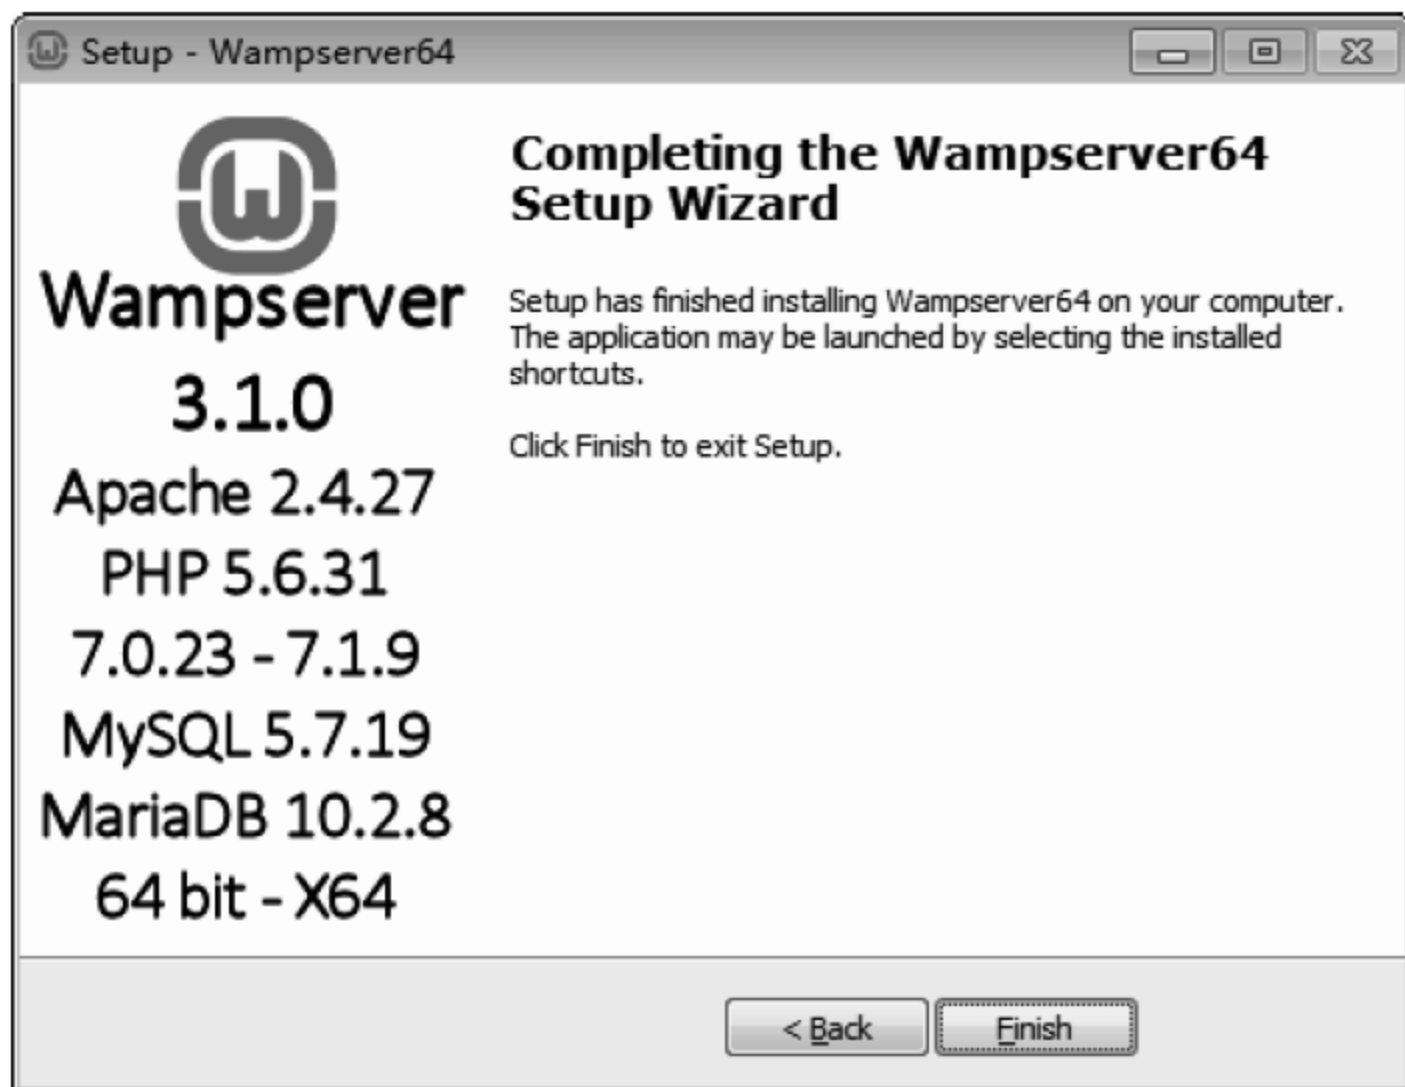 Setup - Wampserver64
Wampserver
3.1.0
Apache 2.4.27
PHP 5.6.31
7.0.23 - 7.1.9
MySQL 5.7.19
MariaDB 10.2.8
64 bit - X64
Completing the Wampserver64
Setup Wizard
Setup has finished installing Wampserver64 on your computer.
The application may be launched by selecting the installed
shortcuts.
Click Finish to exit Setup.
< Back
Finish